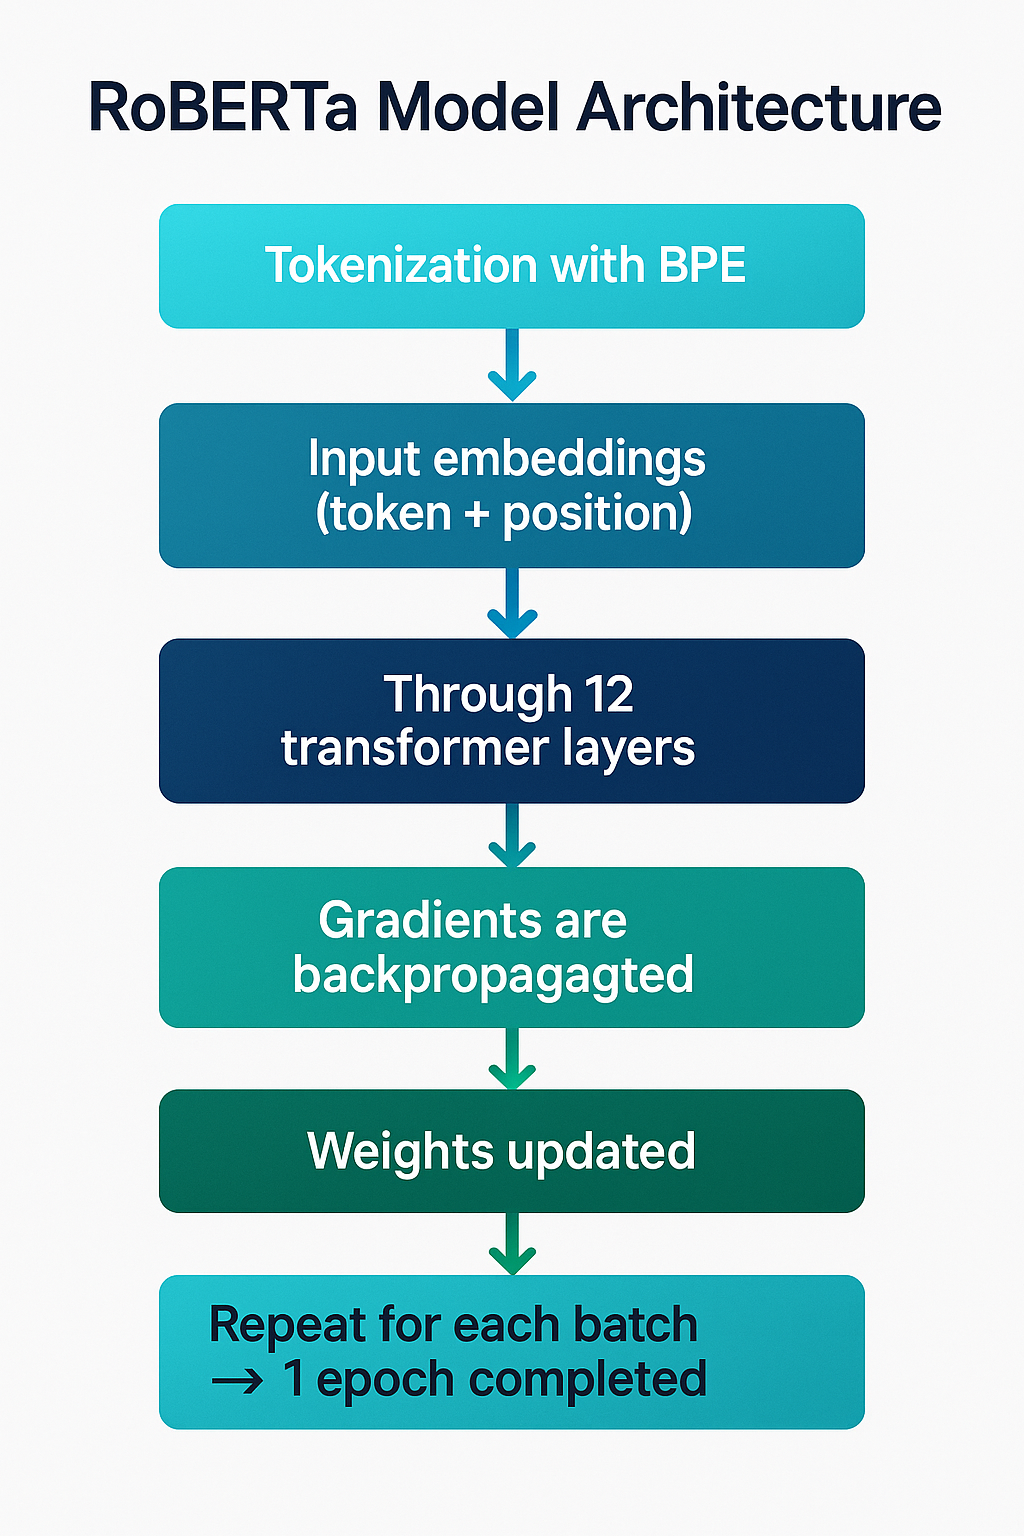 RoBERTa Model Architecture
Tokenization with BPE
Input embeddings
(token + position)
Through 12
transformer layers
Gradients are
backpropagagted
Weights updated
Repeat for each batch
→ 1 epoch completed